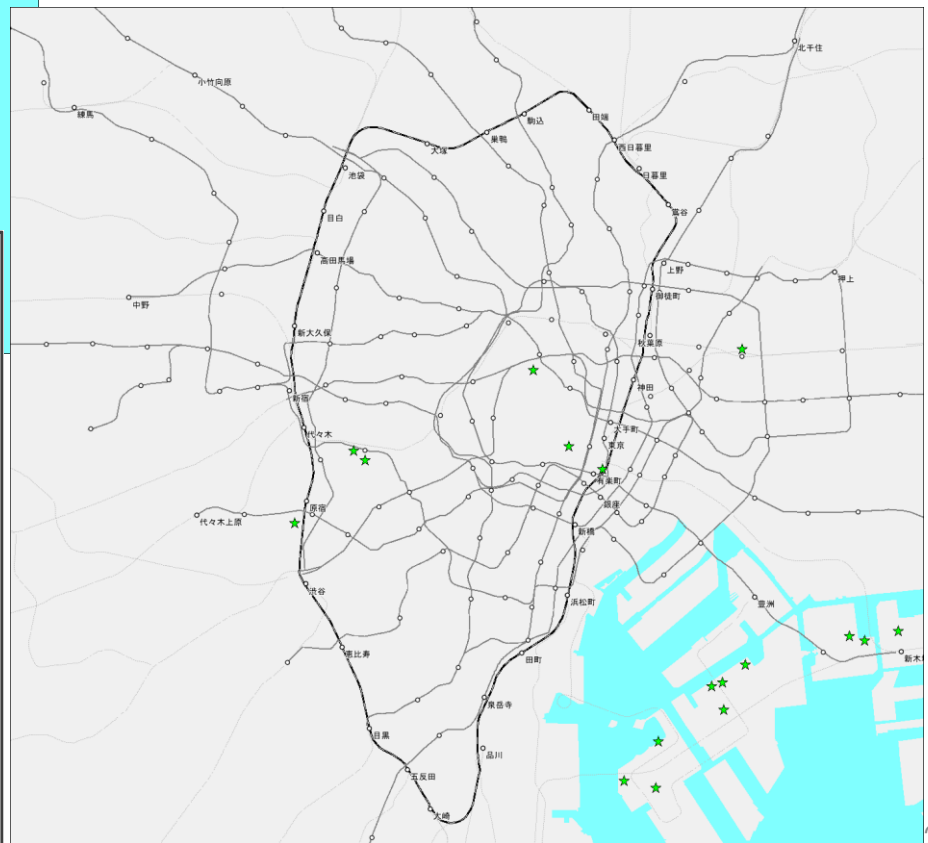 北千住
小竹向原
練馬
駒込
田端
巣鴨
大塚
西日暮里
日暮里
池袋
鶯谷
目白
高田馬場
上野
押上
御徒町
中野
新大久保
秋葉原
神田
新宿
大手町
代々木
東京
有楽町
銀座
原宿
代々木上原
新橋
渋谷
浜松町
豊洲
恵比寿
田町
新木
泉岳寺
目黒
品川
五反田
大崎